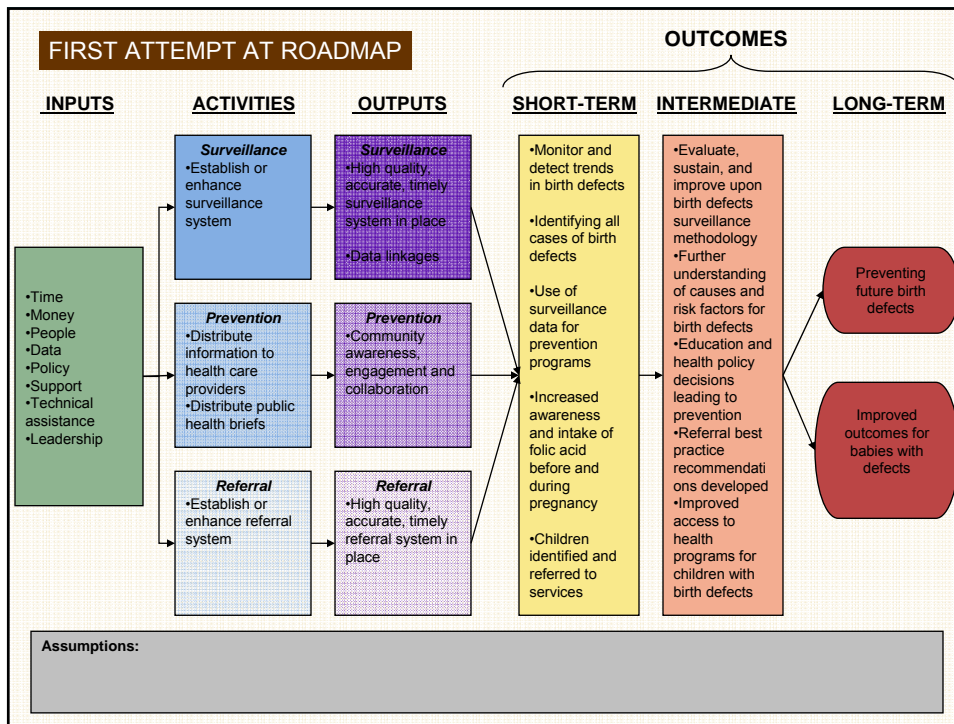 FIRST ATTEMPT AT ROADMAP
OUTCOMES
INPUTS
ACTIVITIES
OUTPUTS
SHORT-TERM
INTERMEDIATE
LONG-TERM
•Time
•Money
•People
•Data
•Policy
•Support
•Technical
assistance
•Leadership
Surveillance
•Establish or
enhance
surveillance
system
Prevention
•Distribute
information to
health care
providers
•Distribute public
health briefs
Referral
•Establish or
enhance referral
system
Surveillance
•High quality,
accurate, timely
surveillance
system in place
•Data linkages
Prevention
•Community
awareness,
engagement and
collaboration
Referral
•High quality,
accurate, timely
referral system in
place
•Monitor and
detect trends
in birth defects
•Identifying all
cases of birth
defects
•Use of
surveillance
data for
prevention
programs
•Increased
awareness
and intake of
folic acid
before and
during
pregnancy
•Children
identified and
referred to
services
•Evaluate,
sustain, and
improve upon
birth defects
surveillance
methodology
•Further
understanding
of causes and
risk factors for
birth defects
•Education and
health policy
decisions
leading to
prevention
•Referral best
practice
recommendati
ons developed
•Improved
access to
health
programs for
children with
birth defects
Preventing
future birth
defects
Improved
outcomes for
babies with
defects
Assumptions: